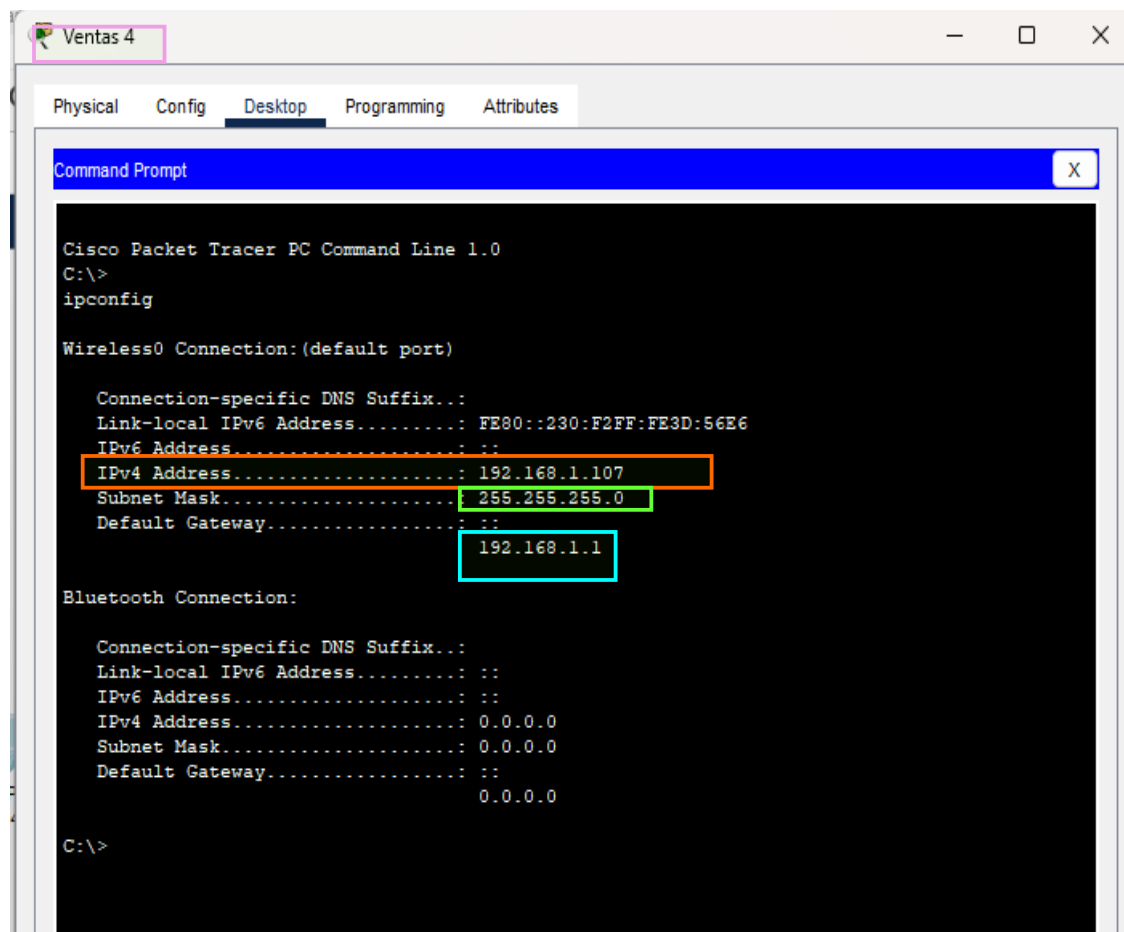 Ventas 4
Physical Config Desktop Programming Attributes
Command Prompt X
Cisco Packet Tracer PC Command Line 1.0
C:\>
ipconfig
Wireless0 Connection:(default port)
Connection-specific DNS Suffix..:
Link-local IPv6 Address.........: FE80::230:F2FF:FE3D:56E6
IPv6 Address....................: ::
IPv4 Address....................: 192.168.1.107
Subnet Mask.....................: 255.255.255.0
Default Gateway.................: ::
192.168.1.1
Bluetooth Connection:
Connection-specific DNS Suffix..:
Link-local IPv6 Address.........: ::
IPv6 Address....................: ::
IPv4 Address....................: 0.0.0.0
Subnet Mask.....................: 0.0.0.0
Default Gateway.................: ::
0.0.0.0
C:\>